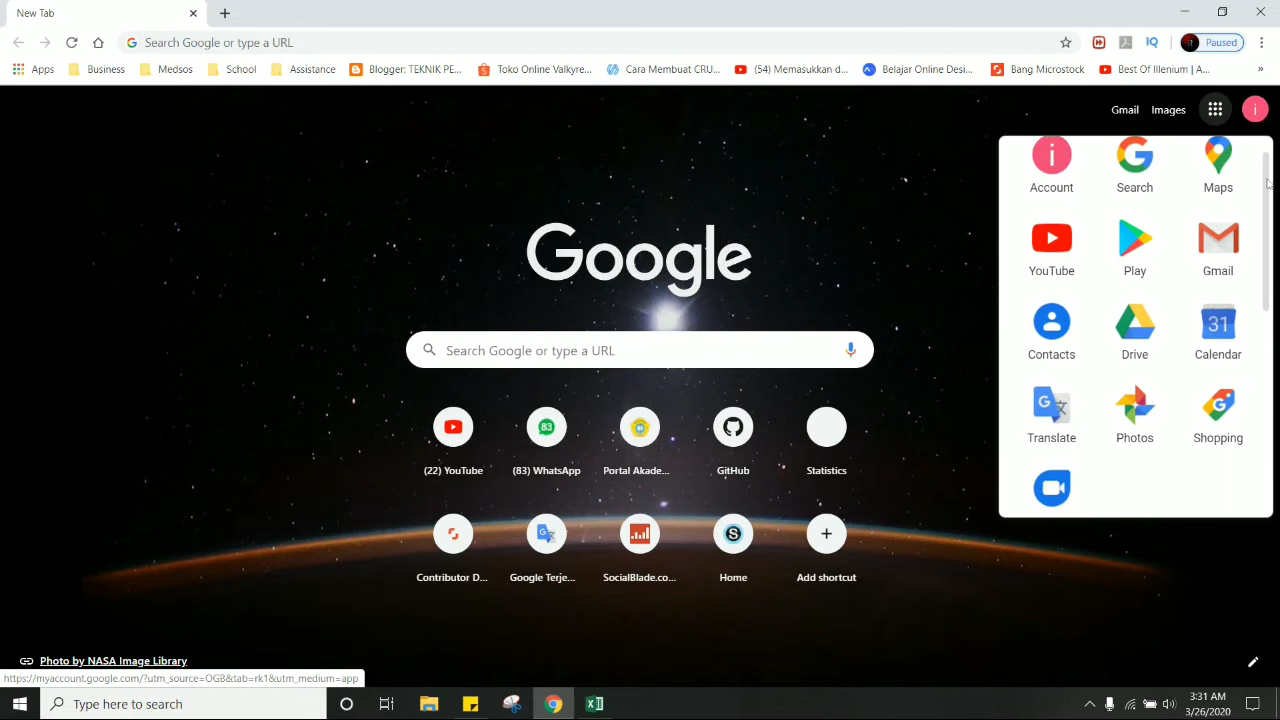 New Tab
Search Google or type a URL
Paused
Apps
Business
Medsos
School
Assistance
Blogger TEKNIK PE...
Toko Online Valkyre...
Cara Membuat CRU...
(54) Memasukkan d...
Belajar Online Desi...
Bang Microstock
Best Of Illenium | A...
»
Gmail
Images
i
i
Account
Search
Maps
YouTube
Play
Gmail
Contacts
Drive
31
Calendar
Translate
Photos
Shopping
Google
Search Google or type a URL
83
(22) YouTube
(83) WhatsApp
Portal Akade...
GitHub
Statistics
Contributor D...
Google Terje...
SocialBlade.co...
Home
Add shortcut
Photo by NASA Image Library
https://myaccount.google.com/?utm_source=OGB&tab=rk1&utm_medium=app
Type here to search
3:31 AM
3/26/2020